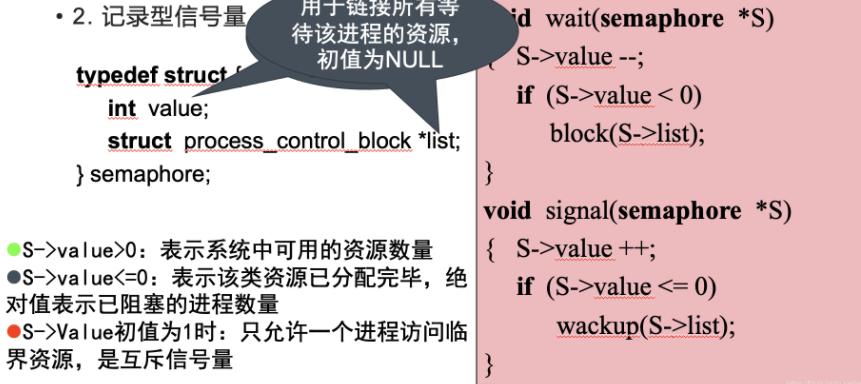 • 2. 记录型信号量
用于链接所有等
待该进程的资源，
初值为NULL
typedef struct {
int value;
struct process_control_block *list;
} semaphore;
●S->value>0：表示系统中可用的资源数量
●S->value<=0：表示该类资源已分配完毕，绝
对值表示已阻塞的进程数量
●S->Value初值为1时：只允许一个进程访问临
界资源，是互斥信号量
id wait(semaphore *S)
{ S->value --;
if (S->value < 0)
block(S->list);
}
void signal(semaphore *S)
{ S->value ++;
if (S->value <= 0)
wackup(S->list);
}